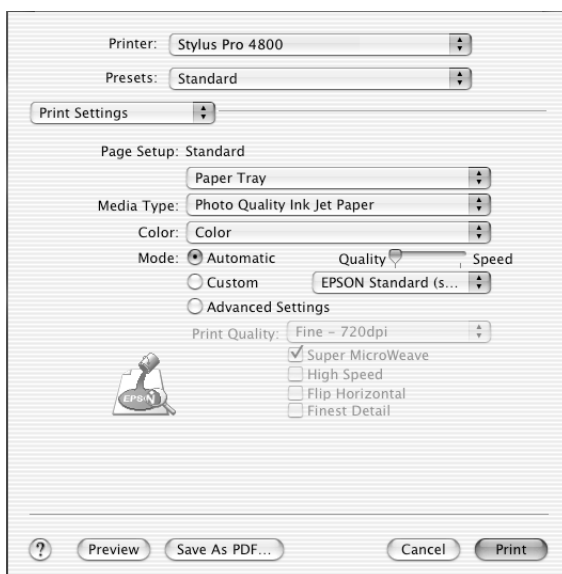 Printer: Stylus Pro 4800
Presets: Standard
Print Settings
Page Setup: Standard
Paper Tray
Media Type: Photo Quality Ink Jet Paper
Color: Color
Mode: Automatic Quality Speed
Custom EPSON Standard (s...
Advanced Settings
Print Quality: Fine – 720dpi
Super MicroWeave
High Speed
Flip Horizontal
Finest Detail
EPSON
? Preview Save As PDF... Cancel Print